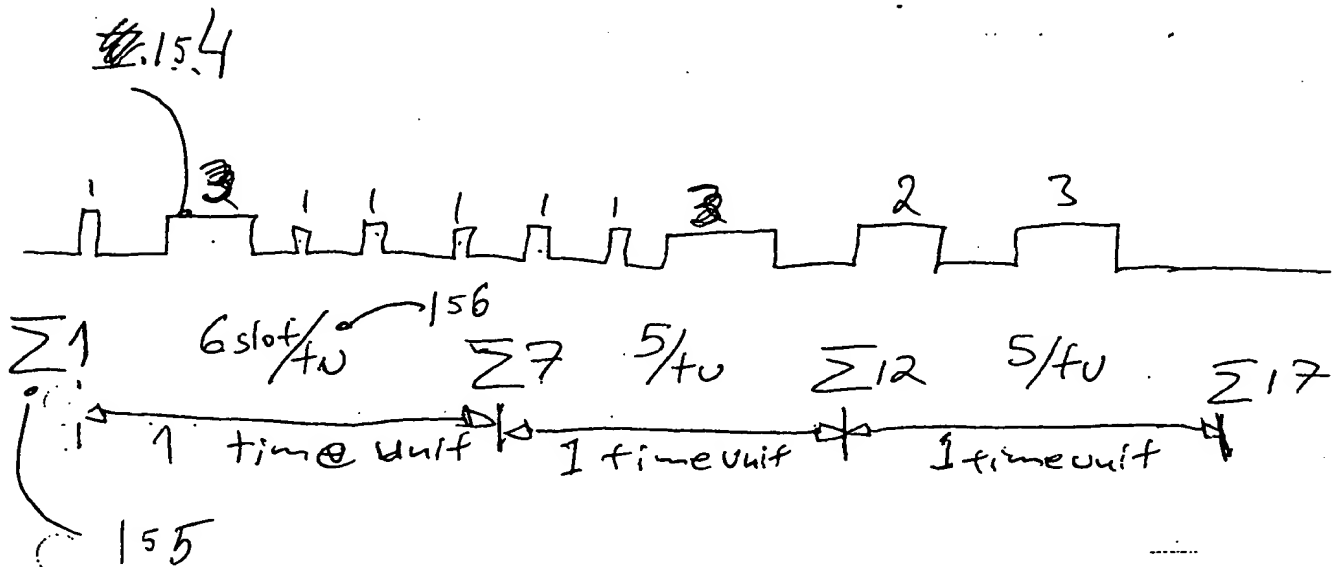 154
1 3 1 1 1 1 1 3 2 3
Σ1 6 slot/tu 156 Σ7 5/tu Σ12 5/tu Σ17
1 time unit 1 time unit 1 time unit
155